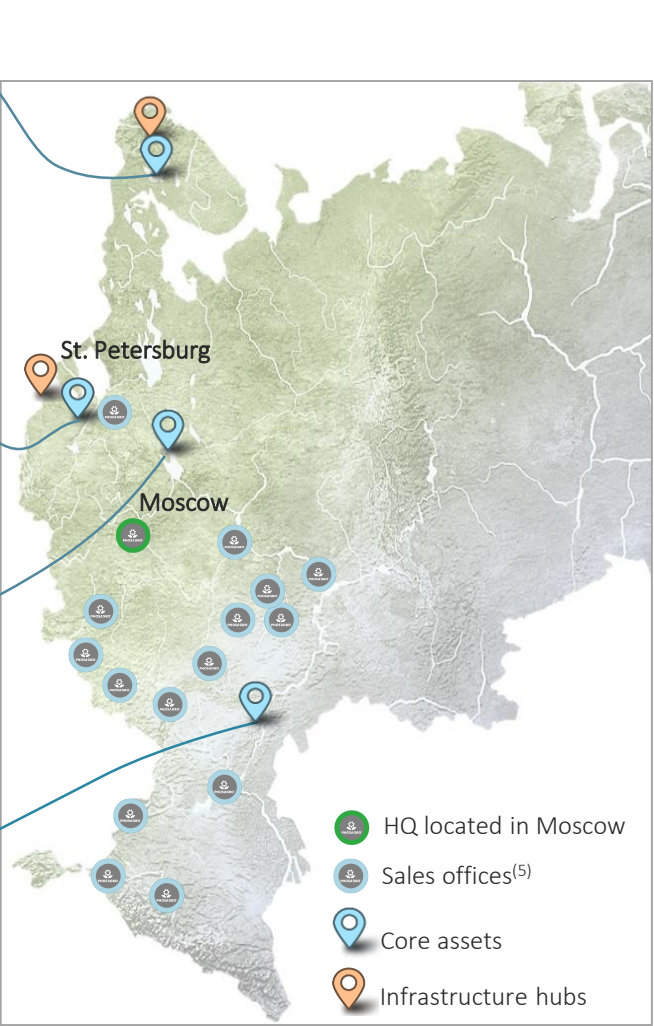 St. Petersburg
Moscow
HQ located in Moscow
Sales offices(5)
Core assets
Infrastructure hubs